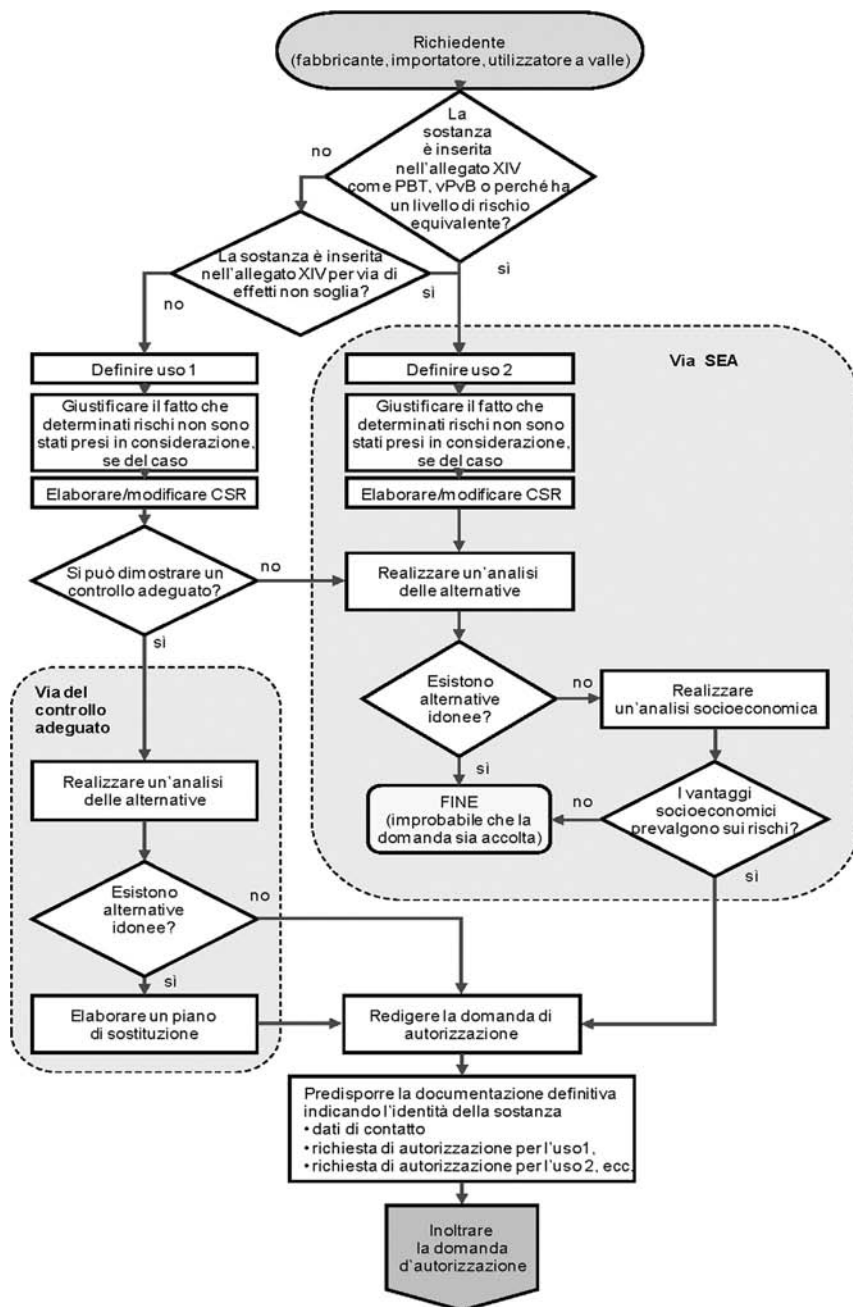 Richiedente
(fabbricante, importatore, utilizzatore a valle)
La
sostanza
è inserita
nell'allegato XIV
come PBT, vPvB o perché ha
un livello di rischio
equivalente?
no
sì
La sostanza è inserita
nell'allegato XIV per via di
effetti non soglia?
no
sì
Definire uso 1
Giustificare il fatto che
determinati rischi non sono
stati presi in considerazione,
se del caso
Elaborare/modificare CSR
Si può dimostrare un
controllo adeguato?
no
sì
Via SEA
Definire uso 2
Giustificare il fatto che
determinati rischi non sono
stati presi in considerazione,
se del caso
Elaborare/modificare CSR
Realizzare un'analisi
delle alternative
Esistono
alternative
idonee?
no
sì
Realizzare
un'analisi socioeconomica
I vantaggi
socioeconomici
prevalgono sui rischi?
no
sì
FINE
(improbabile che la
domanda sia accolta)
Via del
controllo
adeguato
Realizzare un'analisi
delle alternative
Esistono
alternative
idonee?
no
sì
Elaborare un piano
di sostituzione
Redigere la domanda di
autorizzazione
Predisporre la documentazione definitiva
indicando l'identità della sostanza
• dati di contatto
• richiesta di autorizzazione per l'uso1,
• richiesta di autorizzazione per l'uso 2, ecc.
Inoltrare
la domanda
d'autorizzazione